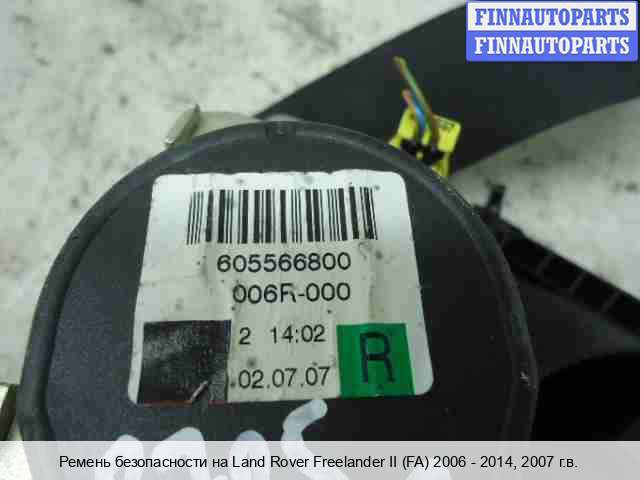 FINNAUTOPARTS
FINNAUTOPARTS
605566800
006R-000
2 14:02
02.07.07
R
Ремень безопасности на Land Rover Freelander II (FA) 2006 - 2014, 2007 г.в.